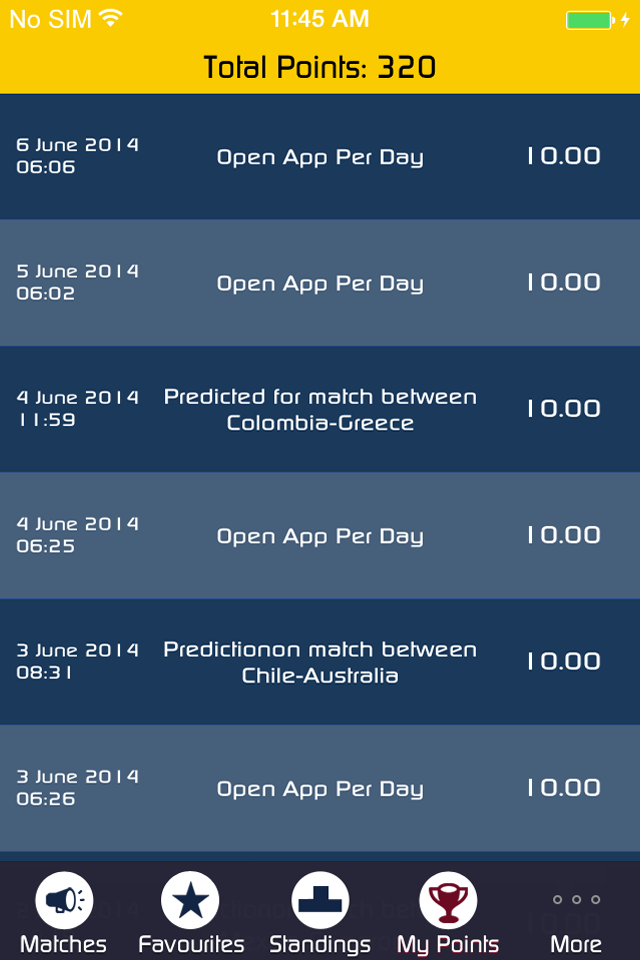 No SIM 11:45 AM
Total Points: 320
6 June 2014
06:06
Open App Per Day
10.00
5 June 2014
06:02
Open App Per Day
10.00
4 June 2014
11:59
Predicted for match between
Colombia-Greece
10.00
4 June 2014
06:25
Open App Per Day
10.00
3 June 2014
08:31
Predictionon match between
Chile-Australia
10.00
3 June 2014
06:26
Open App Per Day
10.00
Matches Favourites Standings My Points More